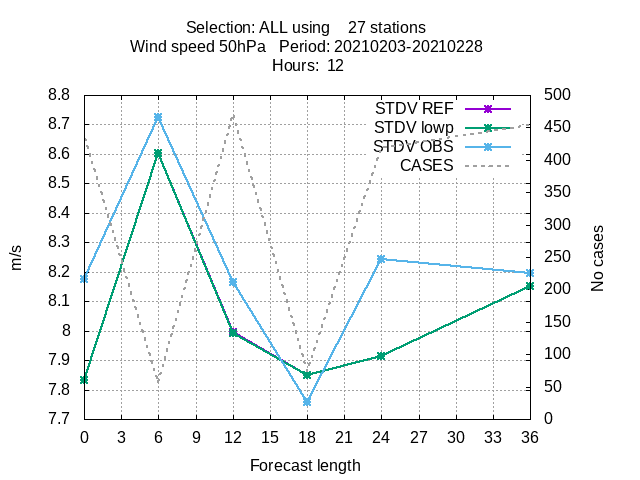 Selection: ALL using    27 stations
Wind speed 50hPa   Period: 20210203-20210228
Hours:  12
STDV REF
STDV lowp
STDV OBS
CASES
8.8
8.7
8.6
8.5
8.4
8.3
8.2
8.1
8
7.9
7.8
7.7
m/s
500
450
400
350
300
250
200
150
100
50
0
No cases
0 3 6 9 12 15 18 21 24 27 30 33 36
Forecast length